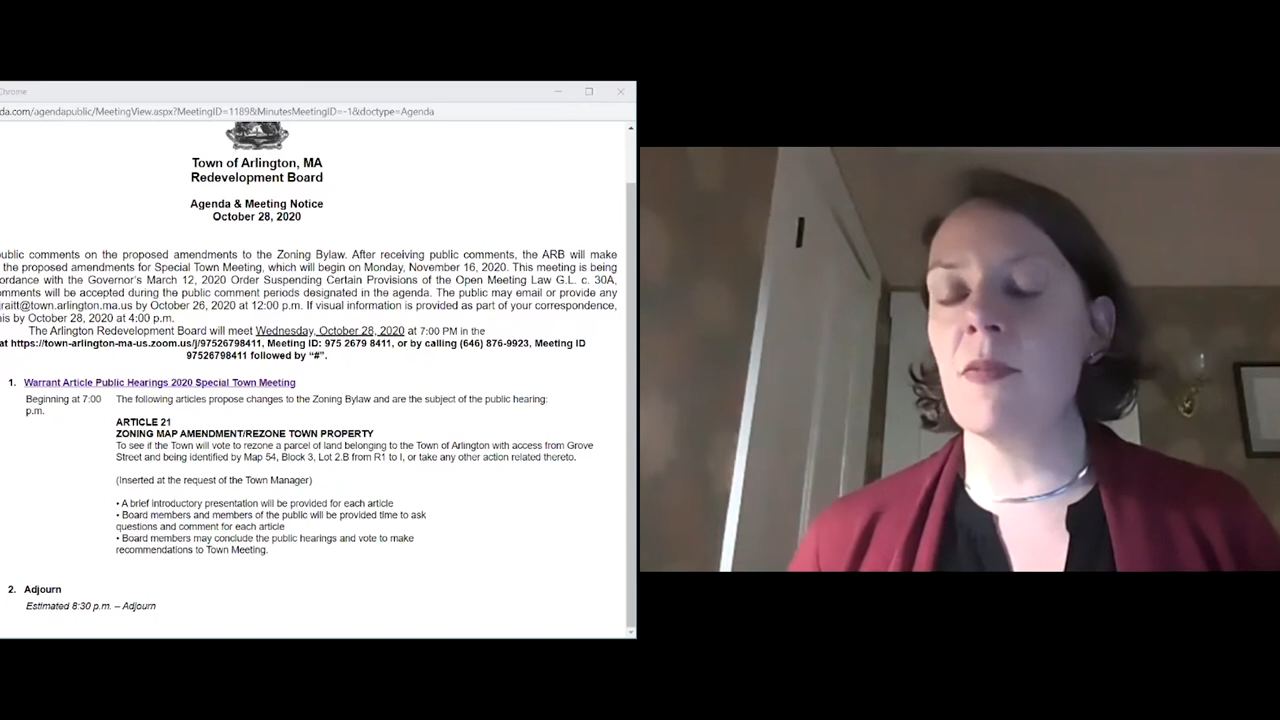 Chrome
da.com/agendapublic/MeetingView.aspx?MeetingID=1189&MinutesMeetingID=-1&doctype=Agenda
Town of Arlington, MA
Redevelopment Board
Agenda & Meeting Notice
October 28, 2020
public comments on the proposed amendments to the Zoning Bylaw. After receiving public comments, the ARB will make
the proposed amendments for Special Town Meeting, which will begin on Monday, November 16, 2020. This meeting is being
ordance with the Governor's March 12, 2020 Order Suspending Certain Provisions of the Open Meeting Law G.L. c. 30A,
omments will be accepted during the public comment periods designated in the agenda. The public may email or provide any
jraitt@town.arlington.ma.us by October 26, 2020 at 12:00 p.m. If visual information is provided as part of your correspondence,
his by October 28, 2020 at 4:00 p.m.
The Arlington Redevelopment Board will meet Wednesday, October 28, 2020 at 7:00 PM in the
at https://town-arlington-ma-us.zoom.us/j/97526798411, Meeting ID: 975 2679 8411, or by calling (646) 876-9923, Meeting ID
97526798411 followed by “#”.
1. Warrant Article Public Hearings 2020 Special Town Meeting
Beginning at 7:00 p.m. The following articles propose changes to the Zoning Bylaw and are the subject of the public hearing:
ARTICLE 21
ZONING MAP AMENDMENT/REZONE TOWN PROPERTY
To see if the Town will vote to rezone a parcel of land belonging to the Town of Arlington with access from Grove
Street and being identified by Map 54, Block 3, Lot 2.B from R1 to I, or take any other action related thereto.
(Inserted at the request of the Town Manager)
• A brief introductory presentation will be provided for each article
• Board members and members of the public will be provided time to ask
questions and comment for each article
• Board members may conclude the public hearings and vote to make
recommendations to Town Meeting.
2. Adjourn
Estimated 8:30 p.m. – Adjourn